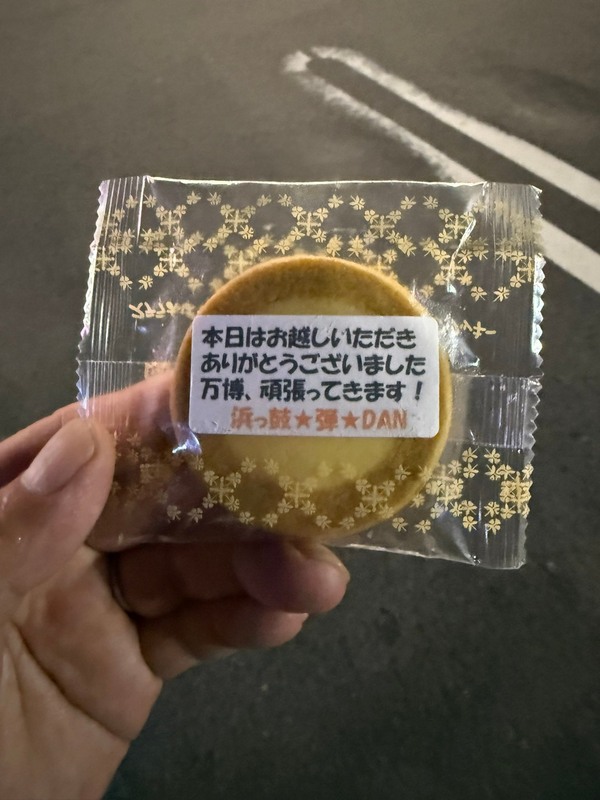 本日はお越しいただき
ありがとうございました
万博、頑張ってきます！
浜っ鼓★弾★DAN